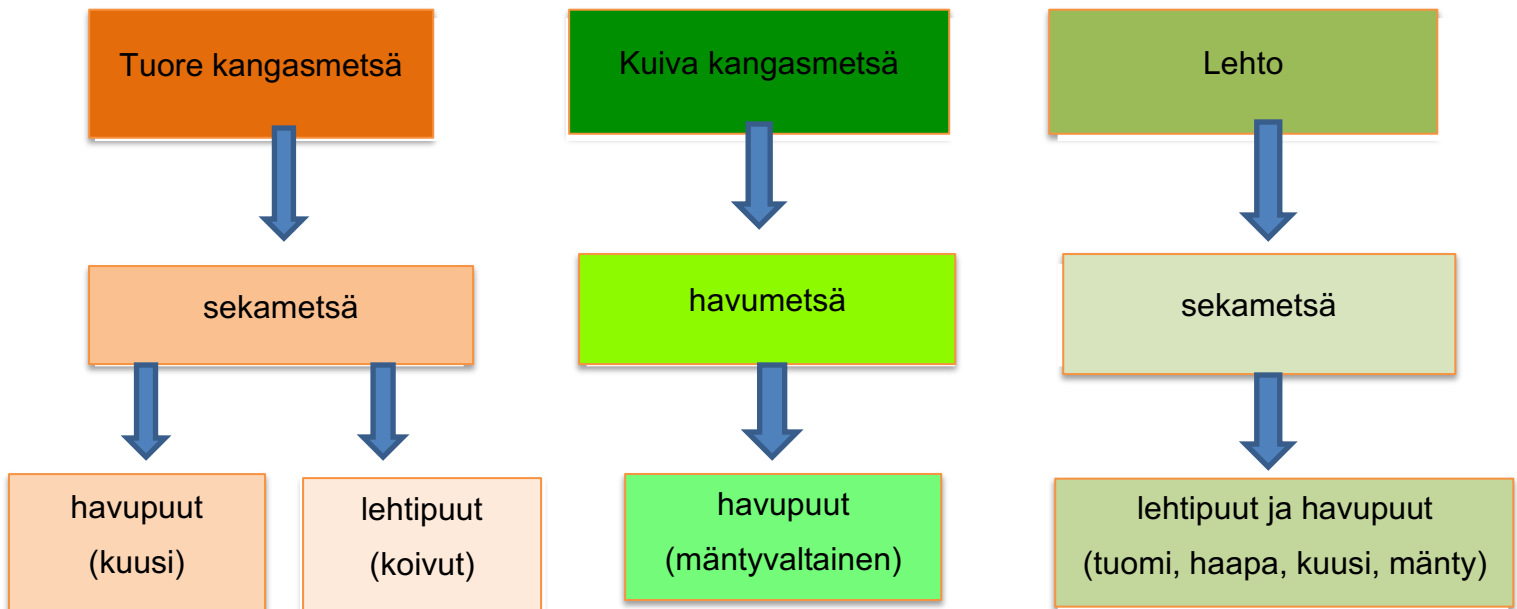 Tuore kangasmetsä
Kuiva kangasmetsä
Lehto
sekametsä
havumetsä
sekametsä
havupuut
(kuusi)
lehtipuut
(koivut)
havupuut
(mäntyvaltainen)
lehtipuut ja havupuut
(tuomi, haapa, kuusi, mänty)